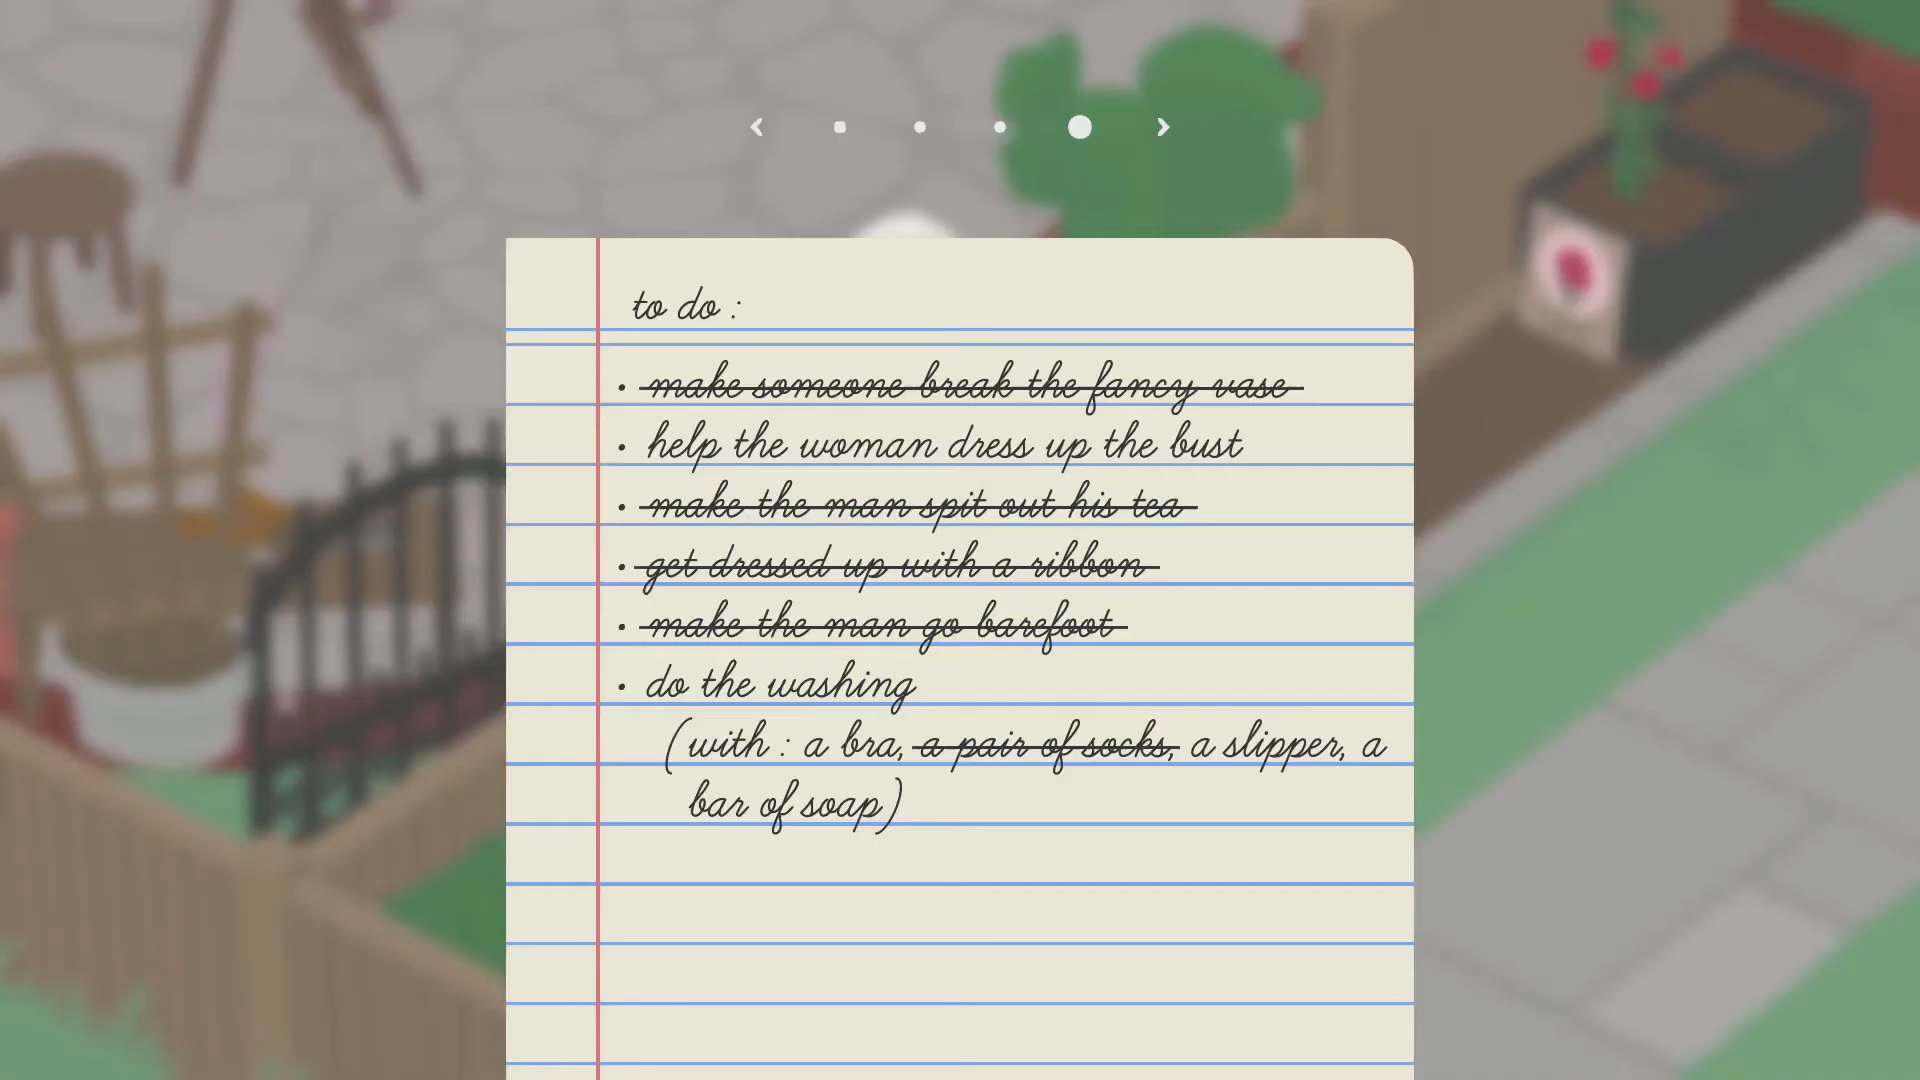 to do :
• make someone break the fancy vase
• help the woman dress up the bust
• make the man spit out his tea
• get dressed up with a ribbon
• make the man go barefoot
• do the washing
(with : a bra, a pair of socks, a slipper, a
bar of soap)